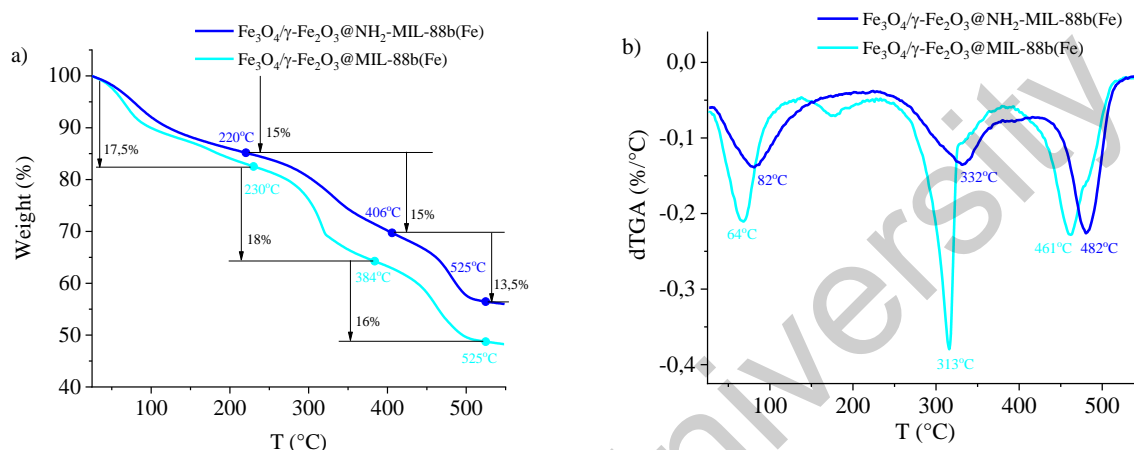 a)
Fe₃O₄/γ-Fe₂O₃@NH₂-MIL-88b(Fe)
Fe₃O₄/γ-Fe₂O₃@MIL-88b(Fe)
100
90
80
70
60
50
40
Weight (%)
17,5%
220°C
15%
230°C
18%
406°C
15%
384°C
16%
525°C
13,5%
525°C
100
200
300
400
500
T (°C)
b)
Fe₃O₄/γ-Fe₂O₃@NH₂-MIL-88b(Fe)
Fe₃O₄/γ-Fe₂O₃@MIL-88b(Fe)
0,0
-0,1
-0,2
-0,3
-0,4
dTGA (%/°C)
82°C
64°C
332°C
313°C
461°C
482°C
100
200
300
400
500
T (°C)
University